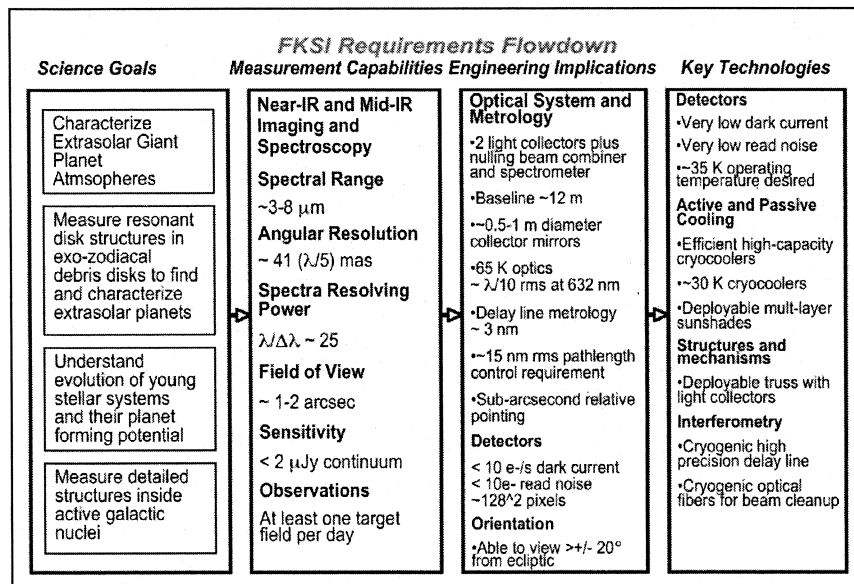 FKSI Requirements Flowdown
Science Goals
Measurement Capabilities
Engineering Implications
Key Technologies
Characterize
Extrasolar Giant
Planet
Atmsopheres
Measure resonant
disk structures in
exo-zodiacal
debris disks to find
and characterize
extrasolar planets
Understand
evolution of young
stellar systems
and their planet
forming potential
Measure detailed
structures inside
active galactic
nuclei
Near-IR and Mid-IR
Imaging and
Spectroscopy
Spectral Range
~3-8 μm
Angular Resolution
~ 41 (λ/5) mas
Spectra Resolving
Power
λ/Δλ ~ 25
Field of View
~ 1-2 arcsec
Sensitivity
< 2 μJy continuum
Observations
At least one target
field per day
Optical System and
Metrology
•2 light collectors plus
nulling beam combiner
and spectrometer
•Baseline ~12 m
•~0.5-1 m diameter
collector mirrors
•65 K optics
~ λ/10 rms at 632 nm
•Delay line metrology
~ 3 nm
•~15 nm rms pathlength
control requirement
•Sub-arcsecond relative
pointing
Detectors
< 10 e-/s dark current
< 10e- read noise
~128^2 pixels
Orientation
•Able to view >+/- 20°
from ecliptic
Detectors
•Very low dark current
•Very low read noise
•~35 K operating
temperature desired
Active and Passive
Cooling
•Efficient high-capacity
cryocoolers
•~30 K cryocoolers
•Deployable mult-layer
sunshades
Structures and
mechanisms
•Deployable truss with
light collectors
Interferometry
•Cryogenic high
precision delay line
•Cryogenic optical
fibers for beam cleanup